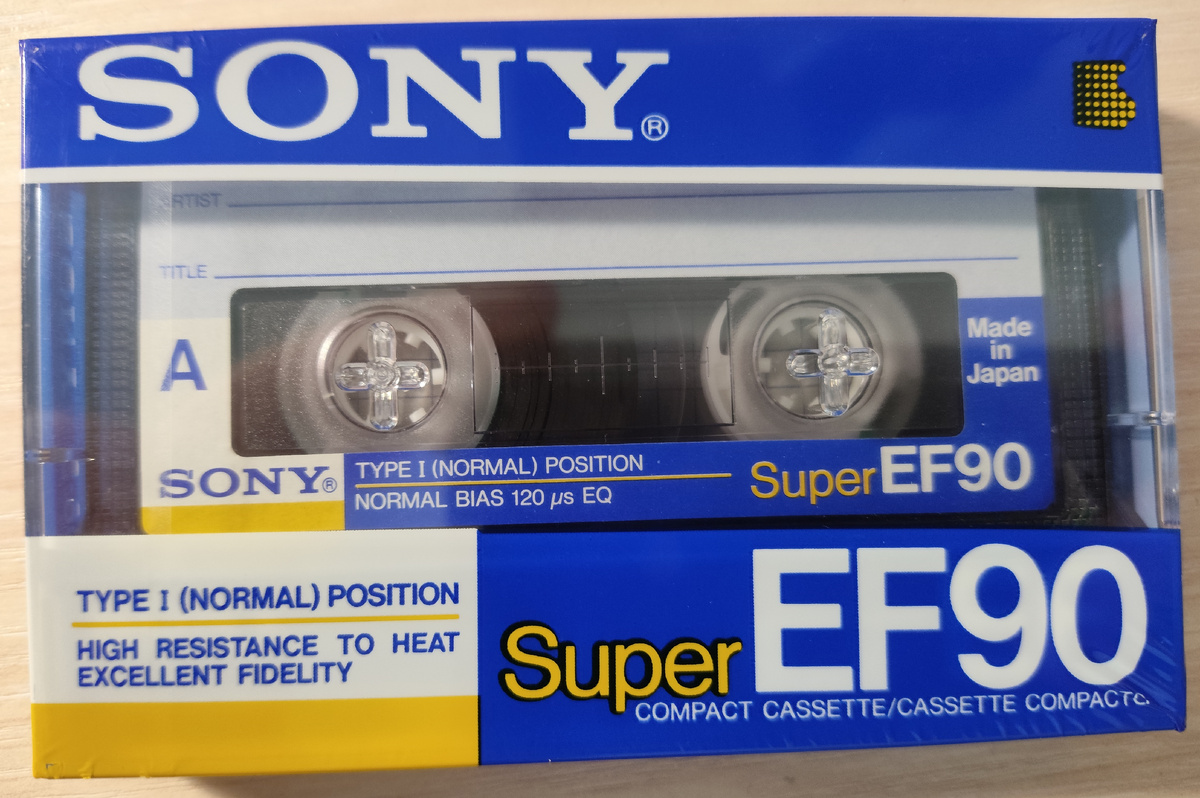 SONY®
ARTIST
TITLE
A
Made
in
Japan
SONY®
TYPE I (NORMAL) POSITION
NORMAL BIAS 120 µs EQ
Super EF90
TYPE I (NORMAL) POSITION
HIGH RESISTANCE TO HEAT
EXCELLENT FIDELITY
Super EF90
COMPACT CASSETTE/CASSETTE COMPACTE